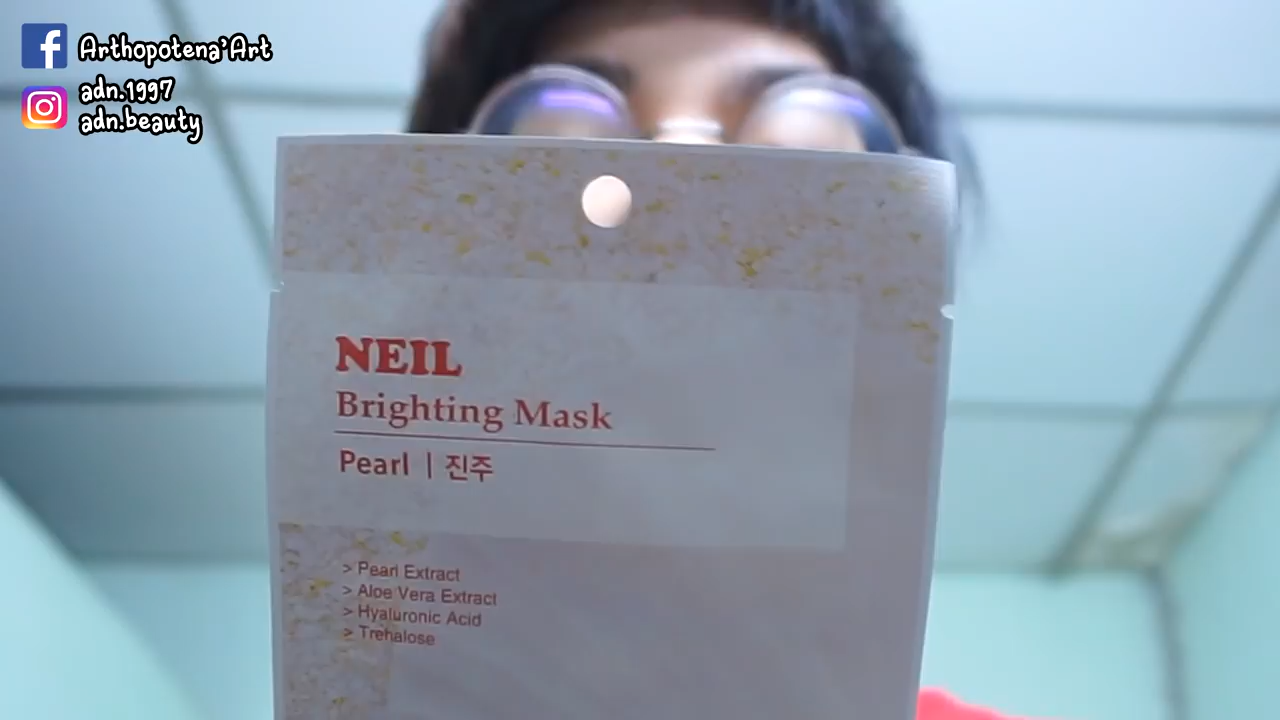 Arthopotena'Art
adn.1997
adn.beauty
NEIL
Brighting Mask
Pearl | 진주
> Pearl Extract
> Aloe Vera Extract
> Hyaluronic Acid
> Trehalose